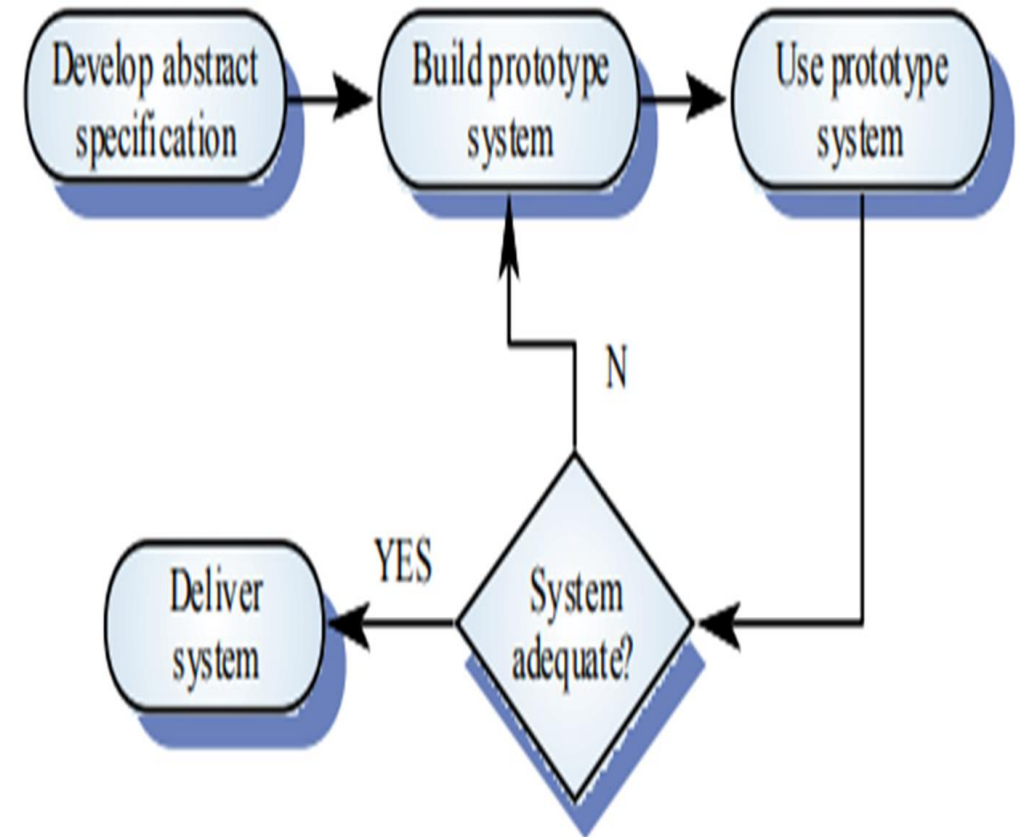 Develop abstract
specification
Build prototype
system
Use prototype
system
N
YES
System
adequate?
Deliver
system